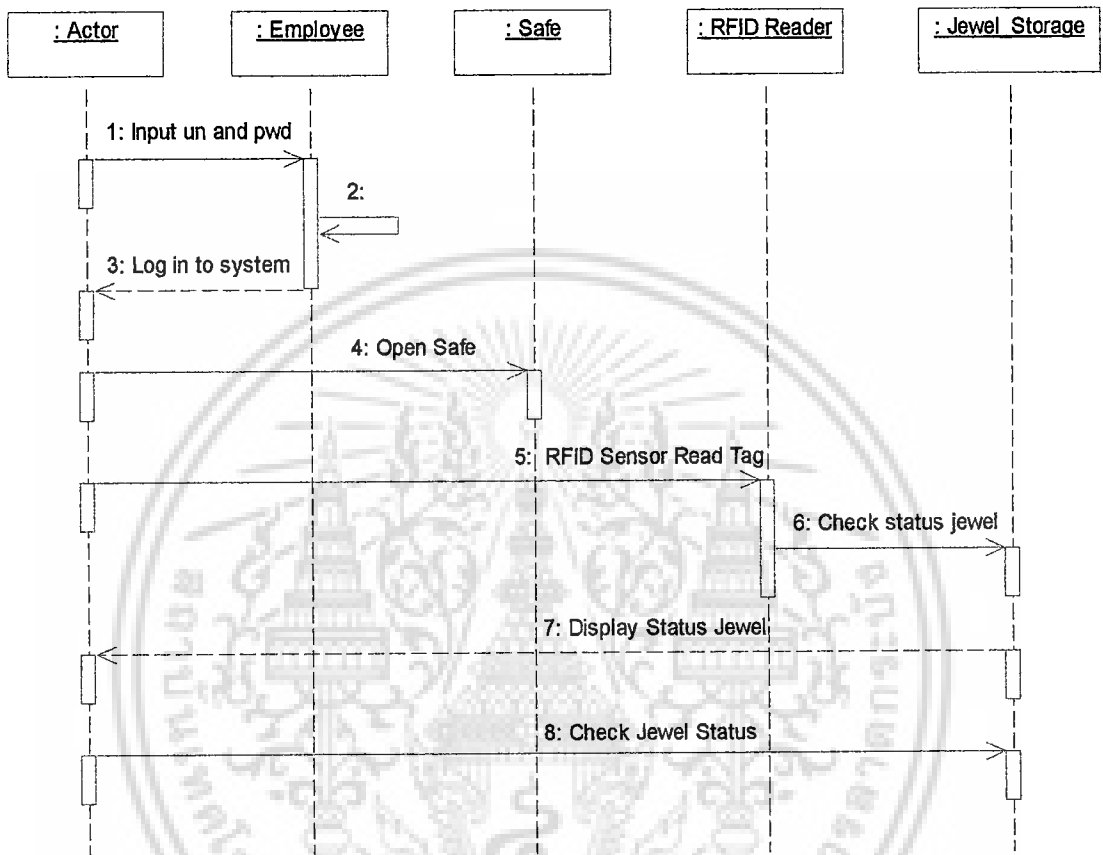 : Actor
: Employee
: Safe
: RFID Reader
: Jewel_Storage
1: Input un and pwd
2:
3: Log in to system
4: Open Safe
5: RFID Sensor Read Tag
6: Check status jewel
7: Display Status Jewel
8: Check Jewel Status